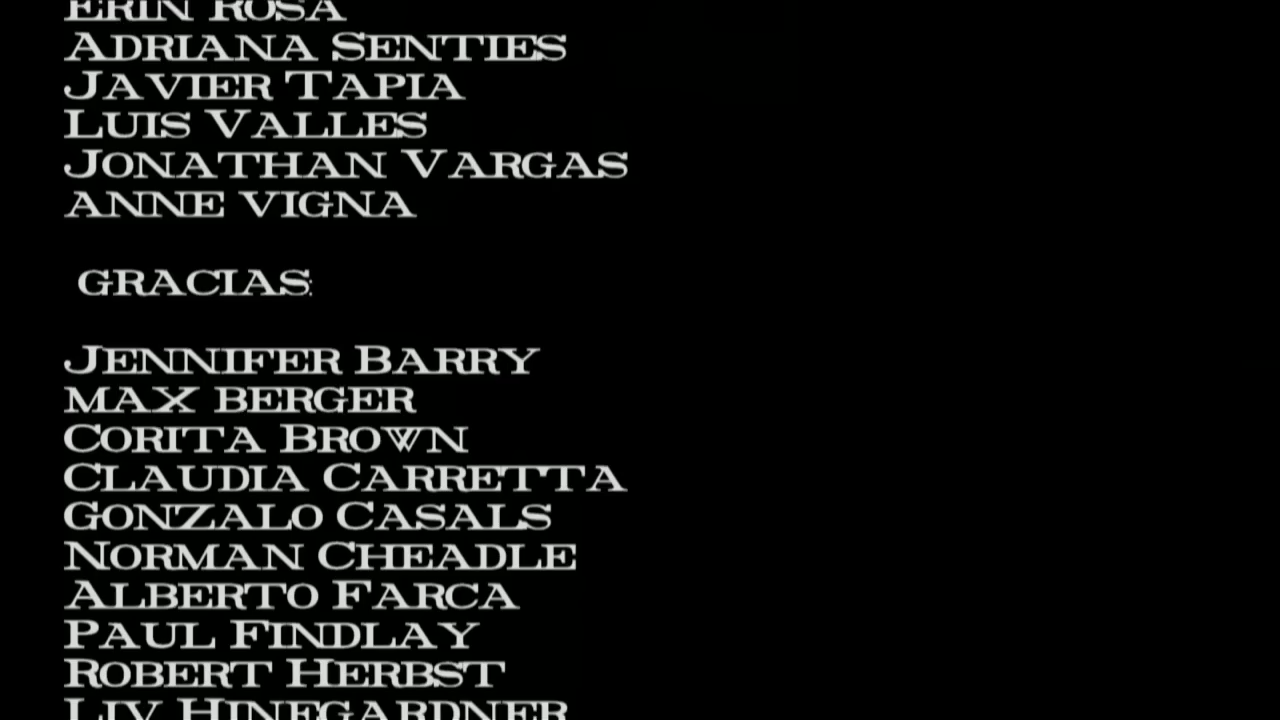 Erin Rosa
Adriana Senties
Javier Tapia
Luis Valles
Jonathan Vargas
anne vigna
gracias:
Jennifer Barry
max berger
Corita Brown
Claudia Carretta
Gonzalo Casals
Norman Cheadle
Alberto Farca
Paul Findlay
Robert Herbst
Liv Hinegardner